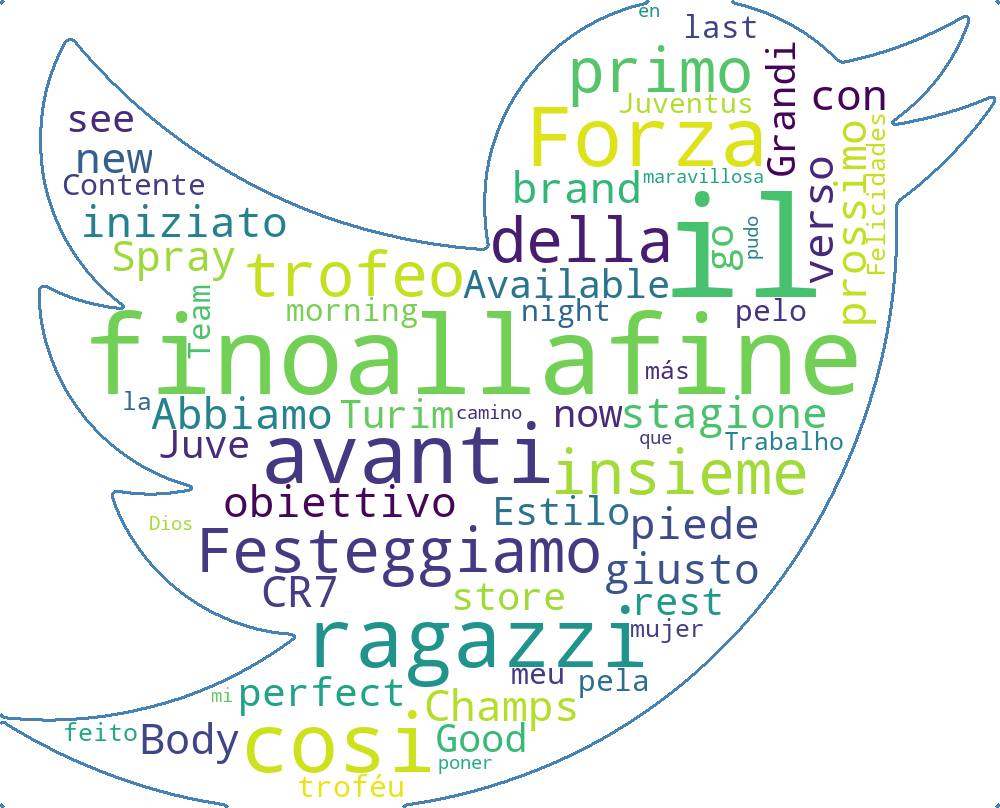 en
last
primo
Grandi
con
Juventus
see
Forza
Felicidades
new
prossimo
verso
Contente
brand
maravillosa
iniziato
della
il
go
pudo
Spray
trofeo
Available
Team
morning
night
pelo
finoallafine
más
la
Abbiamo
Turim
camino
now
stagione
Juve
avanti
que
Trabalho
insieme
obiettivo
Estilo
piede
Dios
Festeggiamo
giusto
CR7
store
rest
ragazzi
mujer
meu
pela
mi
perfect
Champs
feito
Body
cosi
Good
poner
troféu